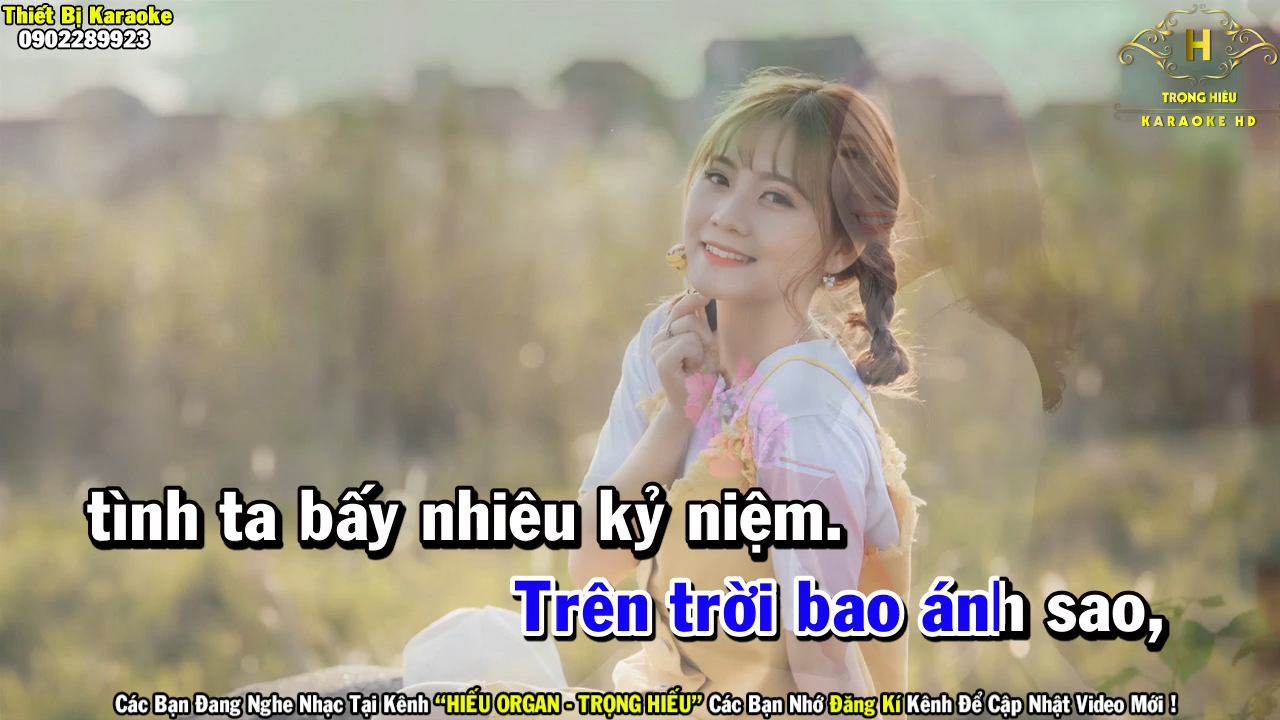 Thiết Bị Karaoke
0902289923
H
TRỌNG HIẾU
KARAOKE HD
tình ta bấy nhiêu kỷ niệm.
Trên trời bao ánh sao,
Các Bạn Đang Nghe Nhạc Tại Kênh “HIẾU ORGAN - TRỌNG HIẾU” Các Bạn Nhớ Đăng Kí Kênh Để Cập Nhật Video Mới !